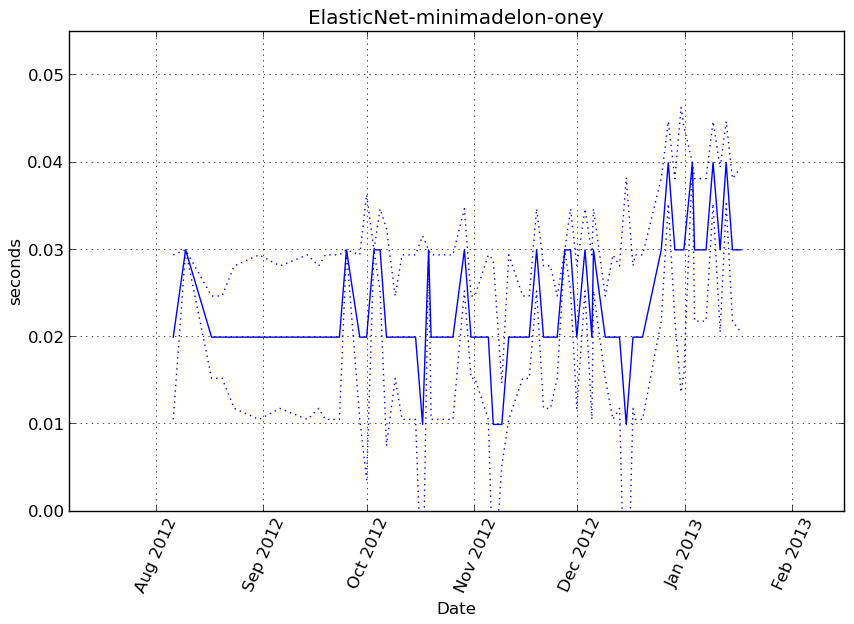 ElasticNet-minimadelon-oney
0.05
0.04
0.03
0.02
0.01
0.00
seconds
Aug 2012
Sep 2012
Oct 2012
Nov 2012
Dec 2012
Jan 2013
Feb 2013
Date